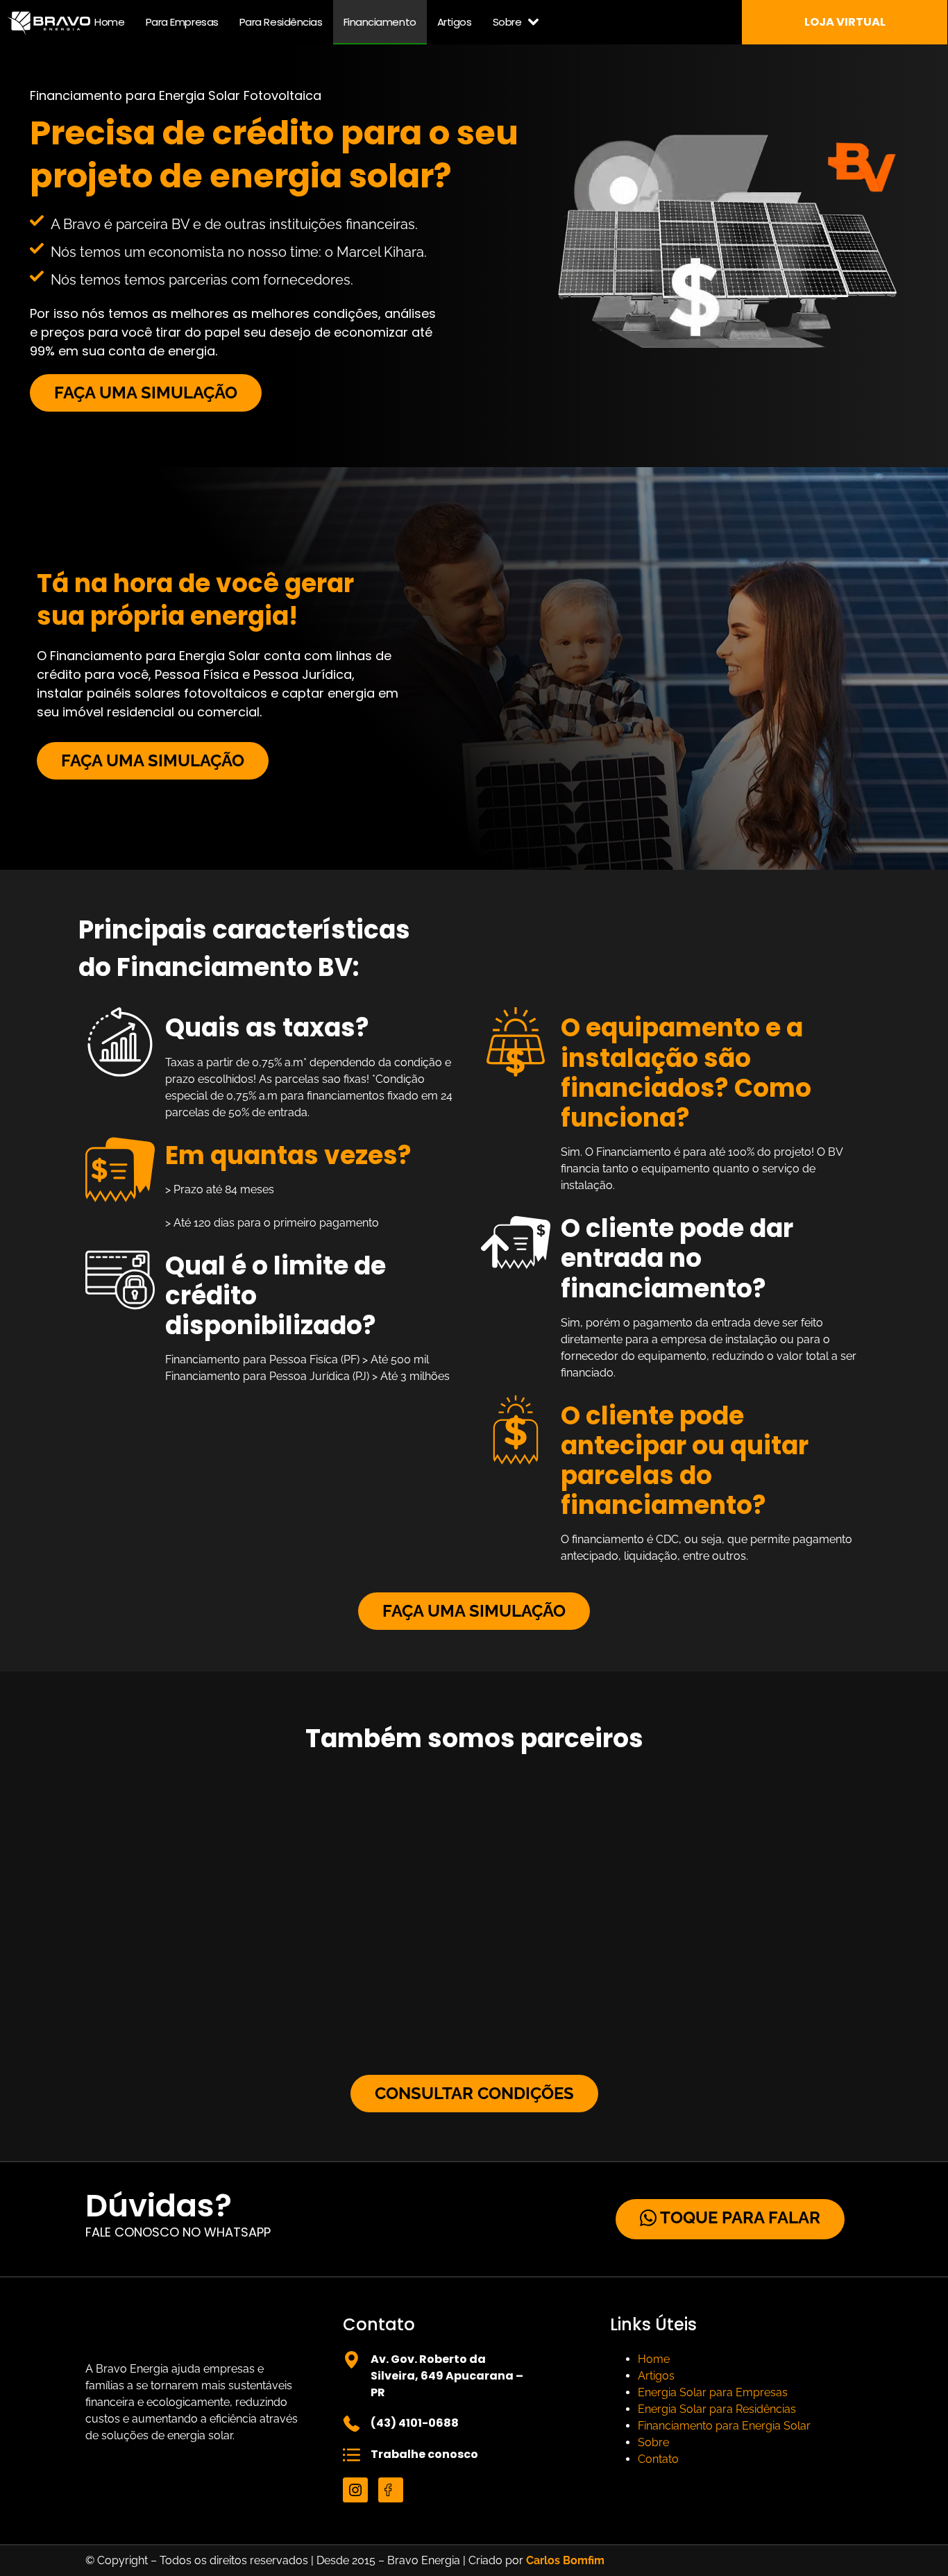 BRAVO
ENERGIA
Home
Para Empresas
Para Residências
Financiamento
Artigos
Sobre
LOJA VIRTUAL
Financiamento para Energia Solar Fotovoltaica
Precisa de crédito para o seu
projeto de energia solar?
A Bravo é parceira BV e de outras instituições financeiras.
Nós temos um economista no nosso time: o Marcel Kihara.
Nós temos temos parcerias com fornecedores.
Por isso nós temos as melhores as melhores condições, análises
e preços para você tirar do papel seu desejo de economizar até
99% em sua conta de energia.
FAÇA UMA SIMULAÇÃO
BV
$
Tá na hora de você gerar
sua própria energia!
O Financiamento para Energia Solar conta com linhas de
crédito para você, Pessoa Física e Pessoa Jurídica,
instalar painéis solares fotovoltaicos e captar energia em
seu imóvel residencial ou comercial.
FAÇA UMA SIMULAÇÃO
Principais características
do Financiamento BV:
Quais as taxas?
Taxas a partir de 0,75% a.m* dependendo da condição e
prazo escolhidos! As parcelas sao fixas! *Condição
especial de 0,75% a.m para financiamentos fixado em 24
parcelas de 50% de entrada.
$
Em quantas vezes?
> Prazo até 84 meses
> Até 120 dias para o primeiro pagamento
Qual é o limite de
crédito
disponibilizado?
Financiamento para Pessoa Fisíca (PF) > Até 500 mil
Financiamento para Pessoa Jurídica (PJ) > Até 3 milhões
$
O equipamento e a
instalação são
financiados? Como
funciona?
Sim. O Financiamento é para até 100% do projeto! O BV
financia tanto o equipamento quanto o serviço de
instalação.
$
O cliente pode dar
entrada no
financiamento?
Sim, porém o pagamento da entrada deve ser feito
diretamente para a empresa de instalação ou para o
fornecedor do equipamento, reduzindo o valor total a ser
financiado.
$
O cliente pode
antecipar ou quitar
parcelas do
financiamento?
O financiamento é CDC, ou seja, que permite pagamento
antecipado, liquidação, entre outros.
FAÇA UMA SIMULAÇÃO
Também somos parceiros
CONSULTAR CONDIÇÕES
Dúvidas?
FALE CONOSCO NO WHATSAPP
TOQUE PARA FALAR
A Bravo Energia ajuda empresas e
famílias a se tornarem mais sustentáveis
financeira e ecologicamente, reduzindo
custos e aumentando a eficiência através
de soluções de energia solar.
Contato
Av. Gov. Roberto da
Silveira, 649 Apucarana –
PR
(43) 4101-0688
Trabalhe conosco
Links Úteis
Home
Artigos
Energia Solar para Empresas
Energia Solar para Residências
Financiamento para Energia Solar
Sobre
Contato
© Copyright – Todos os direitos reservados | Desde 2015 – Bravo Energia | Criado por Carlos Bomfim